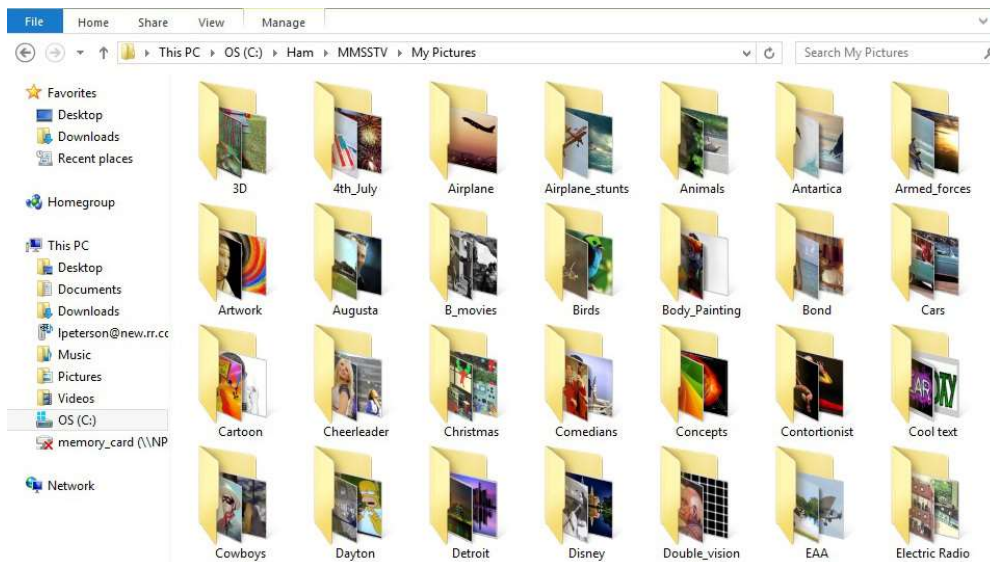 File Home Share View Manage
This PC OS (C:) Ham MMSSTV My Pictures Search My Pictures
Favorites
Desktop
Downloads
Recent places
Homegroup
This PC
Desktop
Documents
Downloads
lpeterson@new.rr.cc
Music
Pictures
Videos
OS (C:)
memory_card (\\NP
Network
3D 4th_July Airplane Airplane_stunts Animals Antartica Armed_forces
Artwork Augusta B_movies Birds Body_Painting Bond Cars
Cartoon Cheerleader Christmas Comedians Concepts Contortionist Cool text
Cowboys Dayton Detroit Disney Double_vision EAA Electric Radio